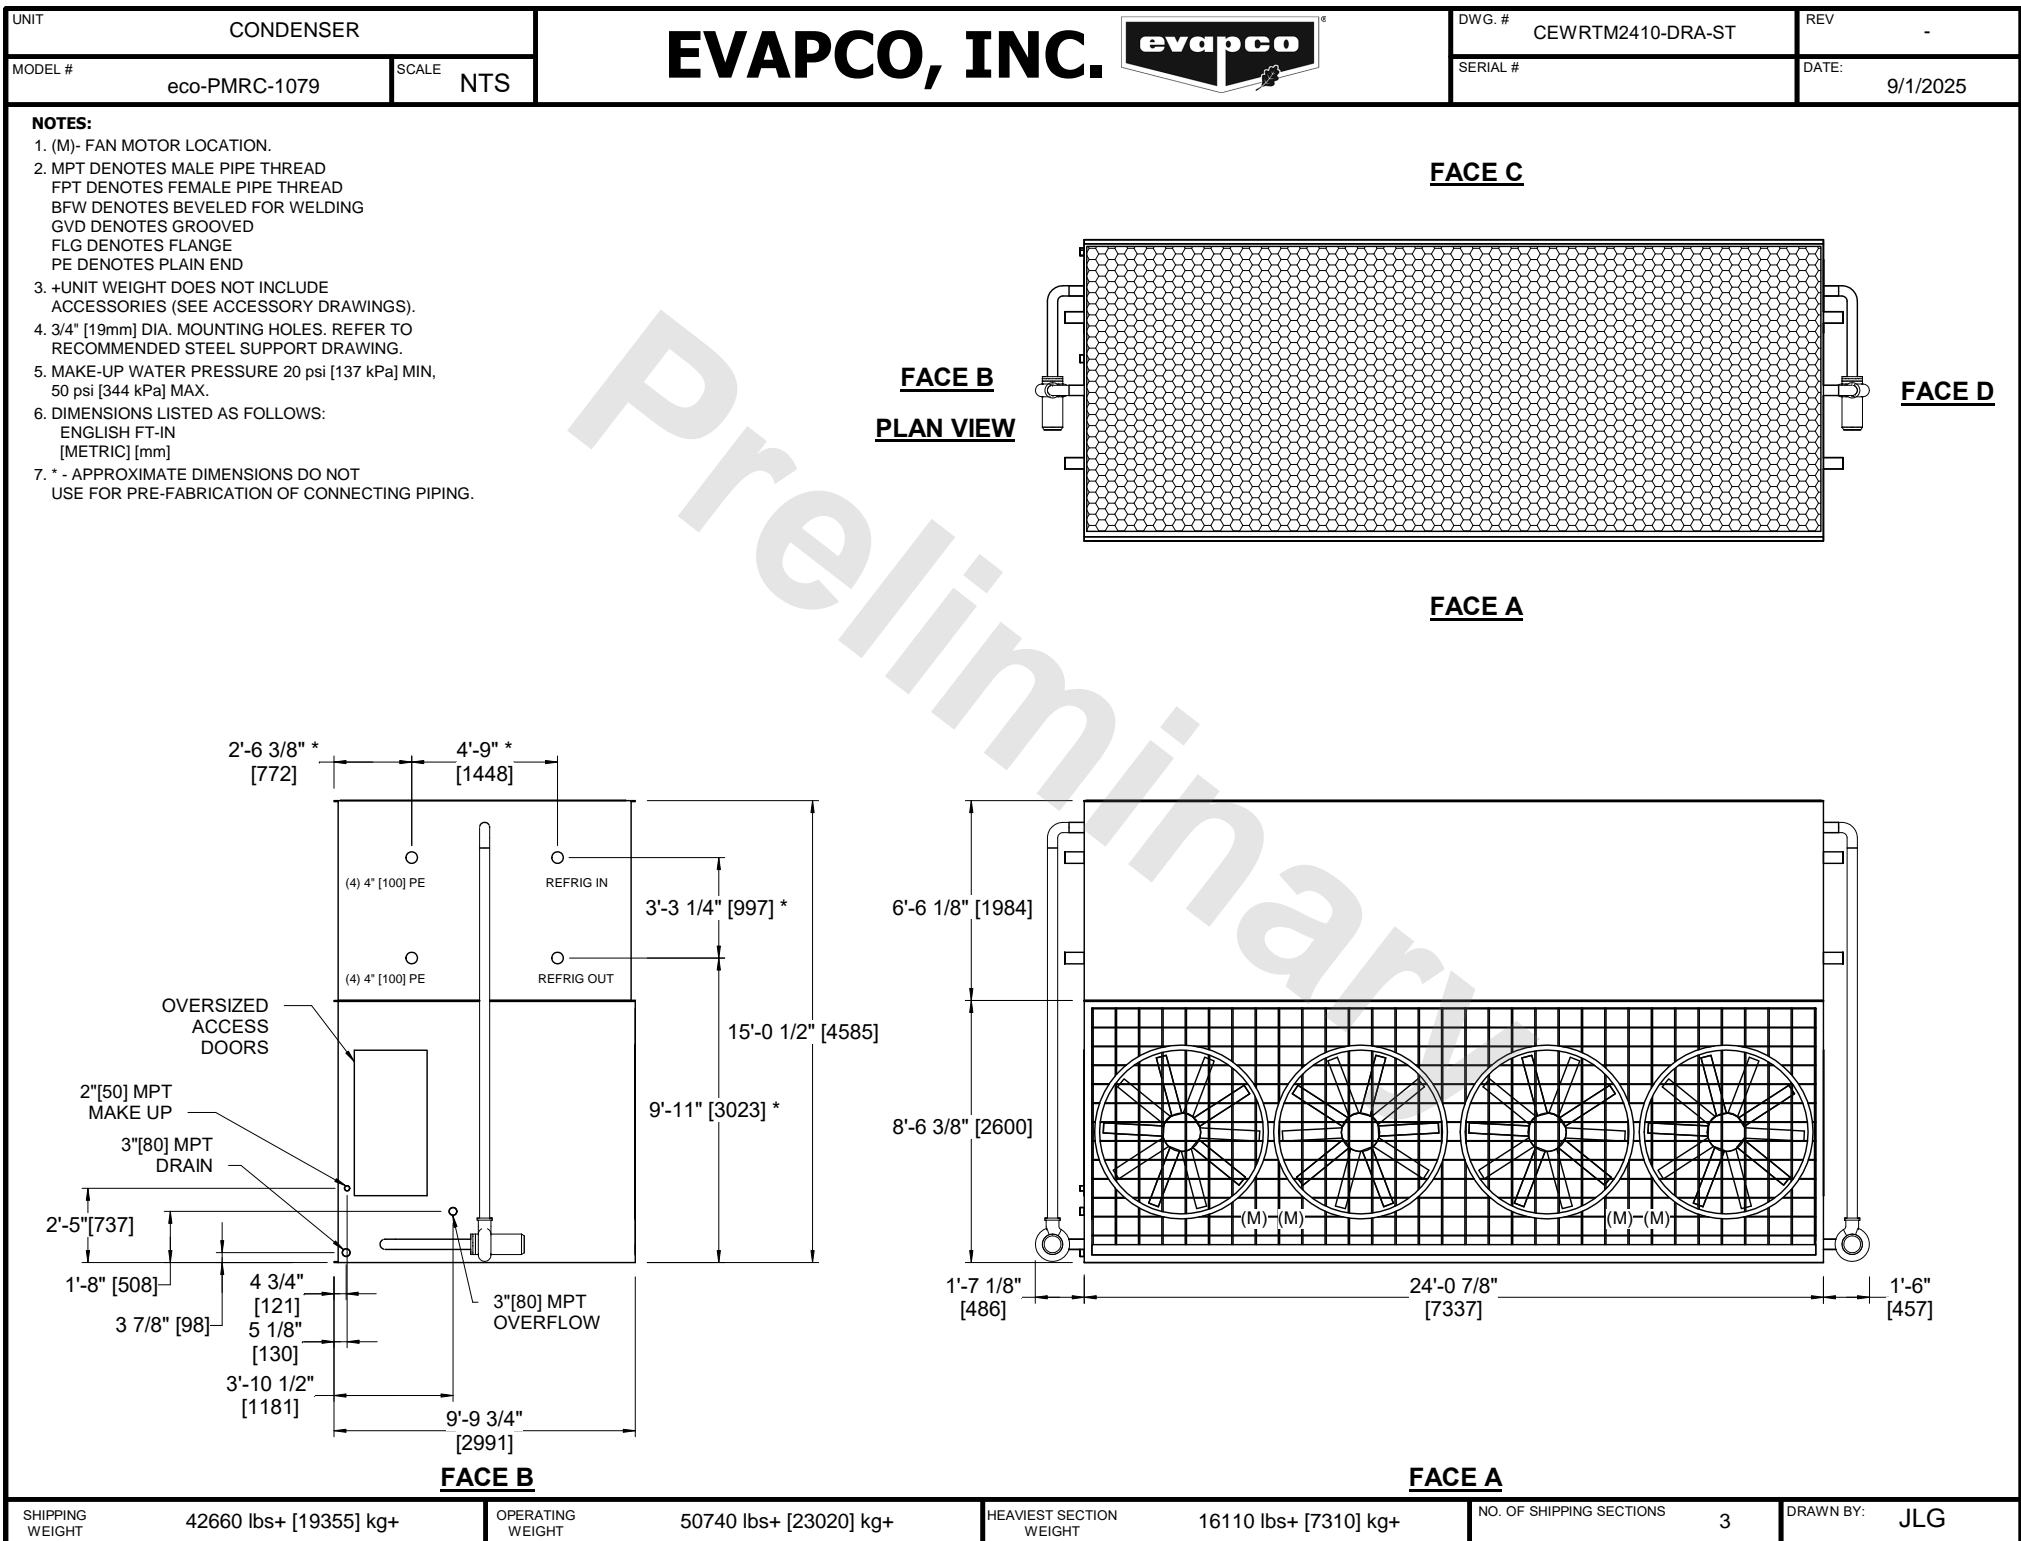 UNIT
CONDENSER
MODEL #
eco-PMRC-1079
SCALE
NTS
EVAPCO, INC.
evapco
®
DWG. #
CEWRTM2410-DRA-ST
REV
-
SERIAL #
DATE:
9/1/2025
NOTES:
1. (M)- FAN MOTOR LOCATION.
2. MPT DENOTES MALE PIPE THREAD
FPT DENOTES FEMALE PIPE THREAD
BFW DENOTES BEVELED FOR WELDING
GVD DENOTES GROOVED
FLG DENOTES FLANGE
PE DENOTES PLAIN END
3. +UNIT WEIGHT DOES NOT INCLUDE
ACCESSORIES (SEE ACCESSORY DRAWINGS).
4. 3/4" [19mm] DIA. MOUNTING HOLES. REFER TO
RECOMMENDED STEEL SUPPORT DRAWING.
5. MAKE-UP WATER PRESSURE 20 psi [137 kPa] MIN,
50 psi [344 kPa] MAX.
6. DIMENSIONS LISTED AS FOLLOWS:
ENGLISH FT-IN
[METRIC] [mm]
7. * - APPROXIMATE DIMENSIONS DO NOT
USE FOR PRE-FABRICATION OF CONNECTING PIPING.
FACE C
FACE B
PLAN VIEW
FACE D
FACE A
Preliminary
2'-6 3/8" *
[772]
4'-9" *
[1448]
(4) 4" [100] PE
REFRIG IN
3'-3 1/4" [997] *
(4) 4" [100] PE
REFRIG OUT
OVERSIZED
ACCESS
DOORS
15'-0 1/2" [4585]
2"[50] MPT
MAKE UP
9'-11" [3023] *
3"[80] MPT
DRAIN
2'-5"[737]
1'-8" [508]
3 7/8" [98]
4 3/4"
[121]
5 1/8"
[130]
3"[80] MPT
OVERFLOW
3'-10 1/2"
[1181]
9'-9 3/4"
[2991]
FACE B
6'-6 1/8" [1984]
8'-6 3/8" [2600]
(M) (M)
(M) (M)
1'-7 1/8"
[486]
24'-0 7/8"
[7337]
1'-6"
[457]
FACE A
SHIPPING
WEIGHT
42660 lbs+ [19355] kg+
OPERATING
WEIGHT
50740 lbs+ [23020] kg+
HEAVIEST SECTION
WEIGHT
16110 lbs+ [7310] kg+
NO. OF SHIPPING SECTIONS
3
DRAWN BY:
JLG